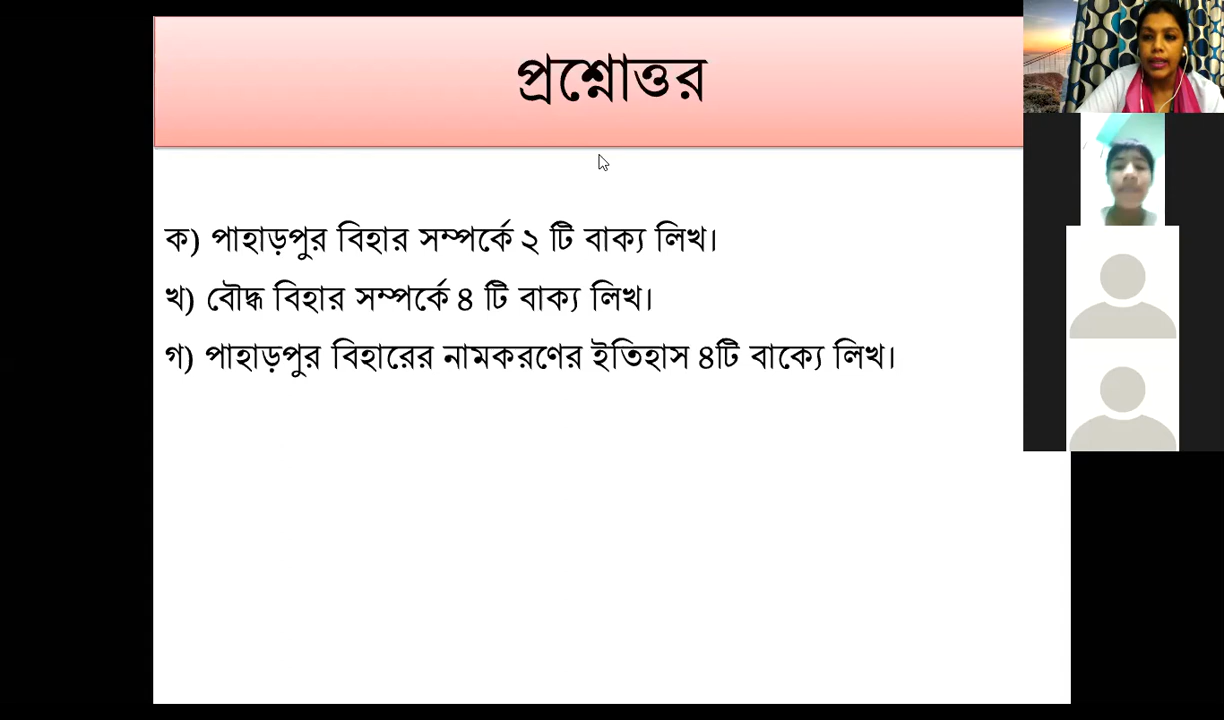 প্রশ্নোত্তর
ক) পাহাড়পুর বিহার সম্পর্কে ২ টি বাক্য লিখ।
খ) বৌদ্ধ বিহার সম্পর্কে ৪ টি বাক্য লিখ।
গ) পাহাড়পুর বিহারের নামকরণের ইতিহাস ৪টি বাক্যে লিখ।